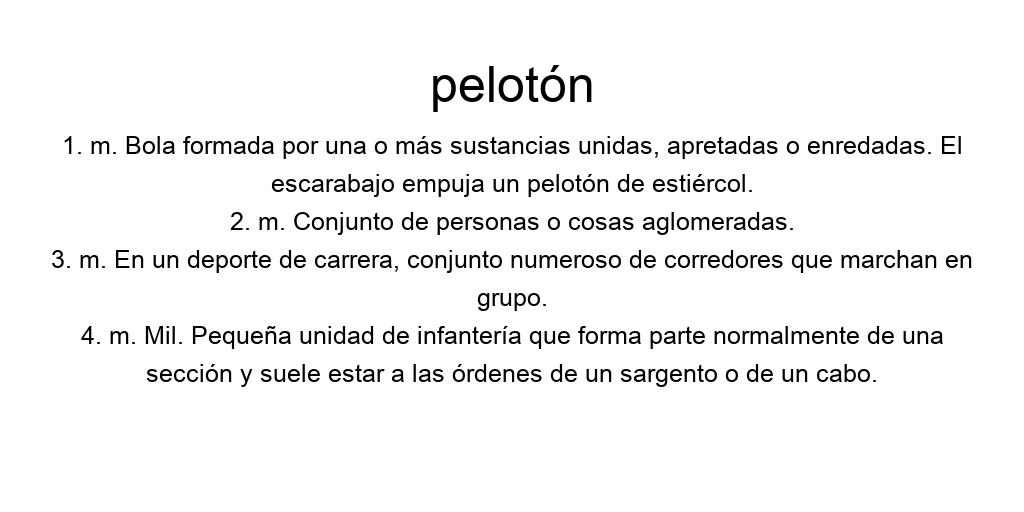 pelotón
1. m. Bola formada por una o más sustancias unidas, apretadas o enredadas. El
escarabajo empuja un pelotón de estiércol.
2. m. Conjunto de personas o cosas aglomeradas.
3. m. En un deporte de carrera, conjunto numeroso de corredores que marchan en
grupo.
4. m. Mil. Pequeña unidad de infantería que forma parte normalmente de una
sección y suele estar a las órdenes de un sargento o de un cabo.